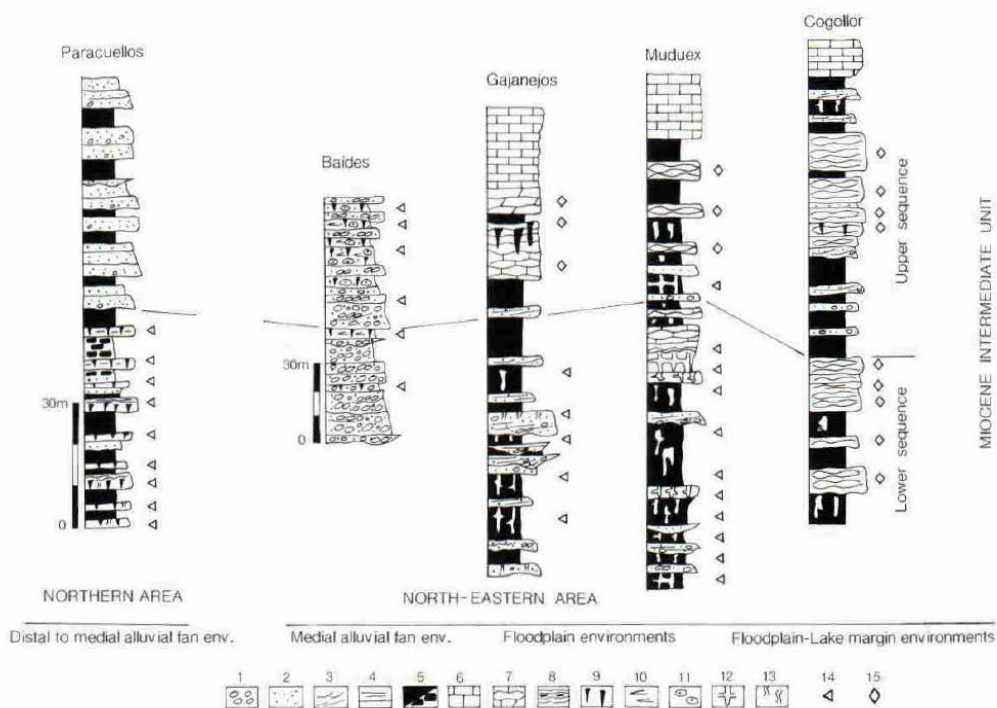 Cogollor
Paracuellos
Muduex
Gajanejos
Baides
Upper sequence
MIOCENE INTERMEDIATE UNIT
30m
30m
Lower sequence
0
0
NORTHERN AREA
NORTH-EASTERN AREA
Distal to medial alluvial fan env.
Medial alluvial fan env.
Floodplain environments
Floodplain-Lake margin environments
1 2 3 4 5 6 7 8 9 10 11 12 13 14 15